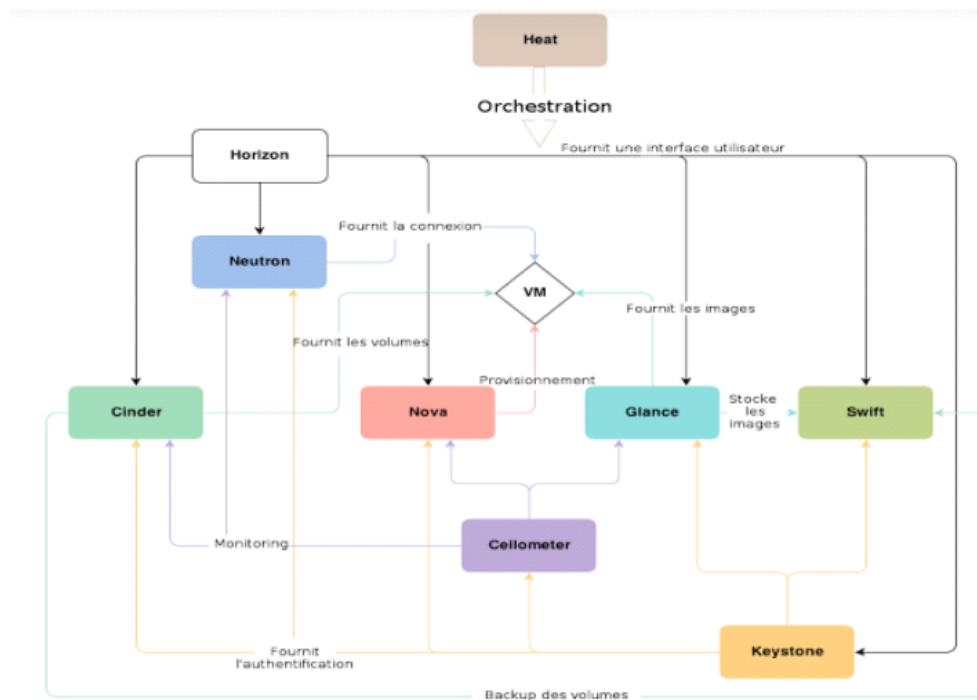 Heat
Orchestration
Horizon
Fournit une interface utilisateur
Fournit la connexion
Neutron
VM
Fournit les images
Fournit les volumes
Provisionnement
Cinder
Nova
Glance
Stocke
les
images
Swift
Monitoring
Ceilometer
Fournit
l'authentification
Keystone
Backup des volumes